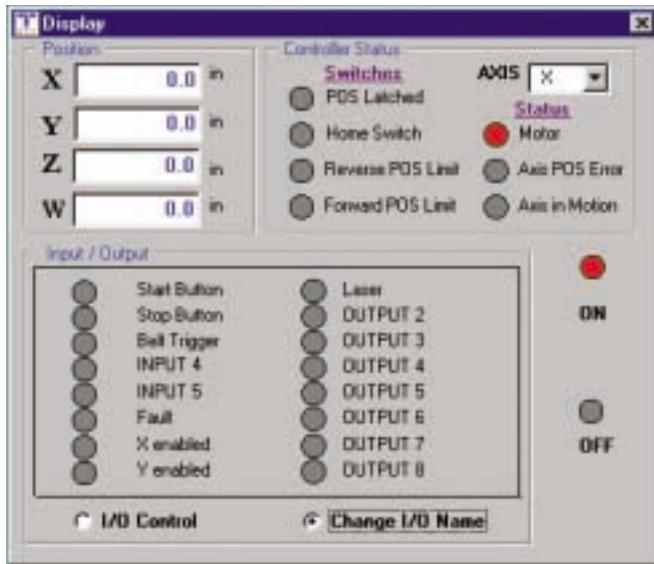 Display
Position
X 0.0 in
Y 0.0 in
Z 0.0 in
W 0.0 in
Controller Status
Switches
POS Latched
Home Switch
Reverse POS Limit
Forward POS Limit
AXIS X
Status
Motor
Axis POS Error
Axis in Motion
Input / Output
Start Button
Stop Button
Belt Trigger
INPUT 4
INPUT 5
Fault
X enabled
Y enabled
Laser
OUTPUT 2
OUTPUT 3
OUTPUT 4
OUTPUT 5
OUTPUT 6
OUTPUT 7
OUTPUT 8
I/O Control
Change I/O Name
ON
OFF